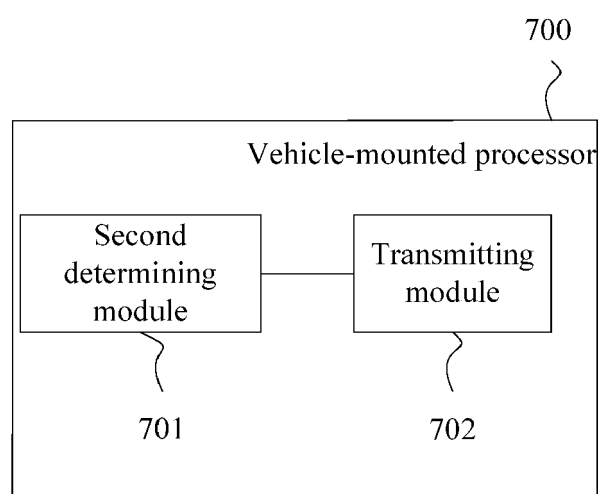 700
Vehicle-mounted processor
Second
determining
module
Transmitting
module
701
702